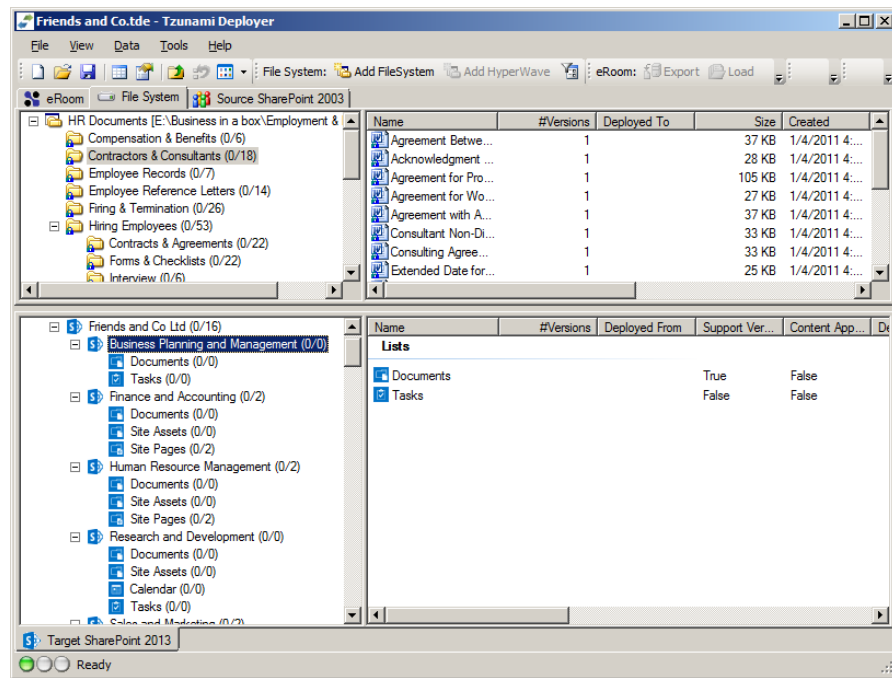 Friends and Co.tde - Tzunami Deployer
File View Data Tools Help
File System: Add FileSystem Add HyperWave eRoom: Export Load
eRoom File System Source SharePoint 2003
HR Documents [E:\Business in a box\Employment &
Compensation & Benefits (0/6)
Contractors & Consultants (0/18)
Employee Records (0/7)
Employee Reference Letters (0/14)
Firing & Termination (0/26)
Hiring Employees (0/53)
Contracts & Agreements (0/22)
Forms & Checklists (0/22)
Interview (0/6)
Name #Versions Deployed To Size Created
Agreement Betwe... 1 37 KB 1/4/2011 4:...
Acknowledgment ... 1 28 KB 1/4/2011 4:...
Agreement for Pro... 1 105 KB 1/4/2011 4:...
Agreement for Wo... 1 27 KB 1/4/2011 4:...
Agreement with A... 1 37 KB 1/4/2011 4:...
Consultant Non-Di... 1 33 KB 1/4/2011 4:...
Consulting Agree... 1 33 KB 1/4/2011 4:...
Extended Date for... 1 25 KB 1/4/2011 4:...
Friends and Co Ltd (0/16)
Business Planning and Management (0/0)
Documents (0/0)
Tasks (0/0)
Finance and Accounting (0/2)
Documents (0/0)
Site Assets (0/0)
Site Pages (0/2)
Human Resource Management (0/2)
Documents (0/0)
Site Assets (0/0)
Site Pages (0/2)
Research and Development (0/0)
Documents (0/0)
Site Assets (0/0)
Calendar (0/0)
Tasks (0/0)
Sales and Marketing (0/2)
Name #Versions Deployed From Support Ver... Content App... De
Lists
Documents True False
Tasks False False
Target SharePoint 2013
Ready